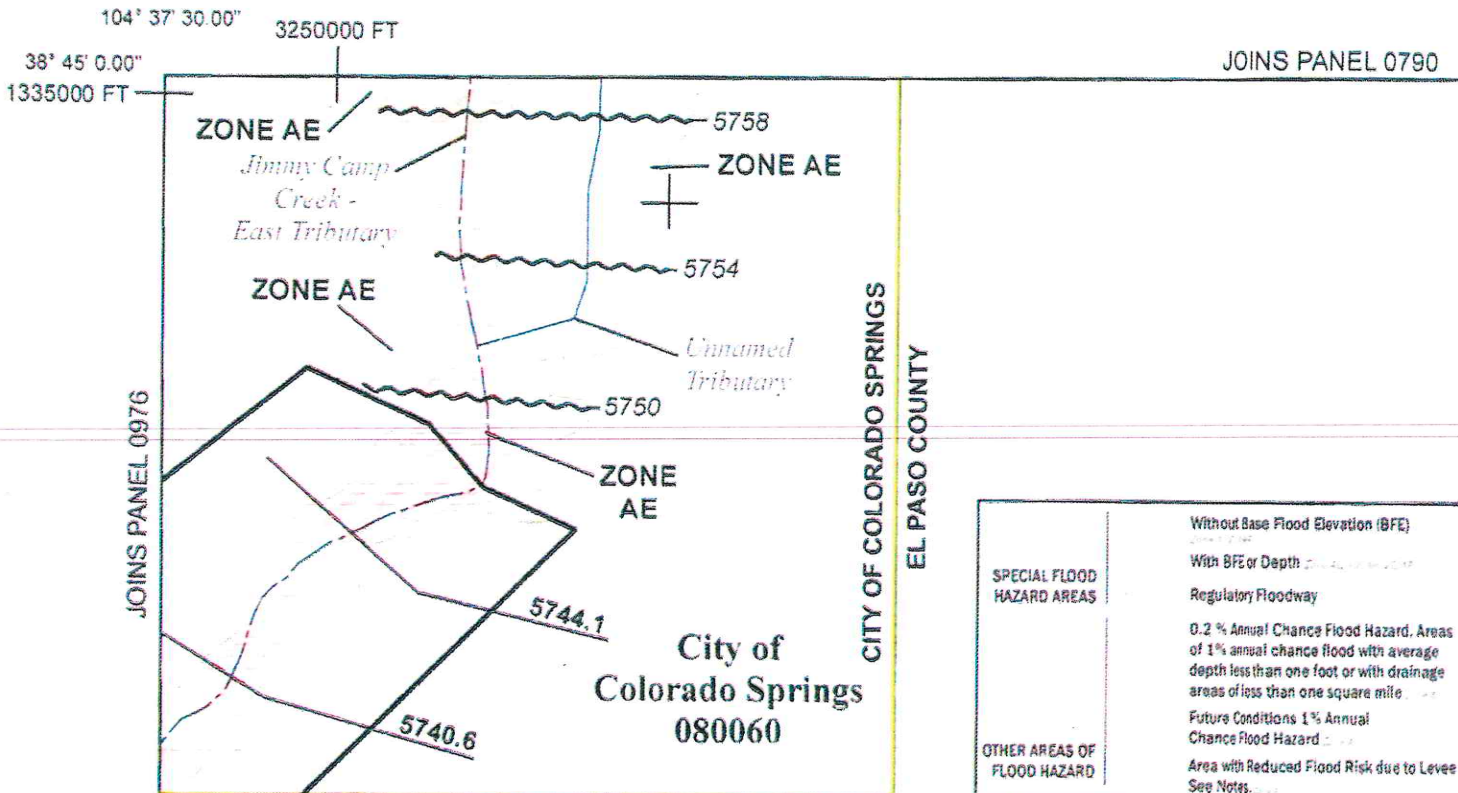 104° 37' 30.00"
3250000 FT
38° 45' 0.00"
1335000 FT
JOINS PANEL 0790
ZONE AE
5758
Jimmy Camp
Creek -
East Tributary
ZONE AE
5754
ZONE AE
Unnamed
Tributary
5750
ZONE
AE
JOINS PANEL 0976
CITY OF COLORADO SPRINGS
EL PASO COUNTY
5744.1
City of
Colorado Springs
080060
5740.6
SPECIAL FLOOD
HAZARD AREAS
Without Base Flood Elevation (BFE)
With BFE or Depth
Regulatory Floodway
0.2 % Annual Chance Flood Hazard, Areas
of 1% annual chance flood with average
depth less than one foot or with drainage
areas of less than one square mile
Future Conditions 1% Annual
Chance Flood Hazard
OTHER AREAS OF
FLOOD HAZARD
Area with Reduced Flood Risk due to Levee
See Notes.